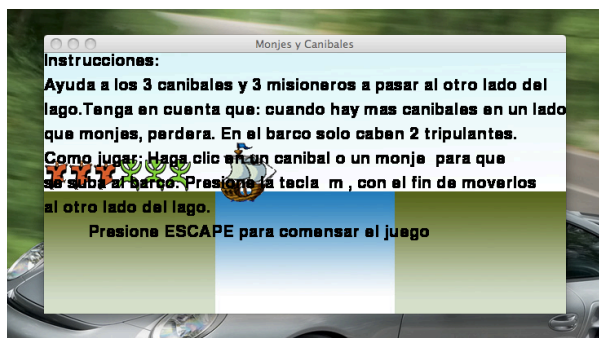 Monjes y Canibales
Instrucciones:
Ayuda a los 3 canibales y 3 misioneros a pasar al otro lado del
lago.Tenga en cuenta que: cuando hay mas canibales en un lado
que monjes, perdera. En el barco solo caben 2 tripulantes.
Como jugar: Haga clic en un canibal o un monje para que
se suba al barco. Presione la tecla m , con el fin de moverlos
al otro lado del lago.
Presione ESCAPE para comensar el juego